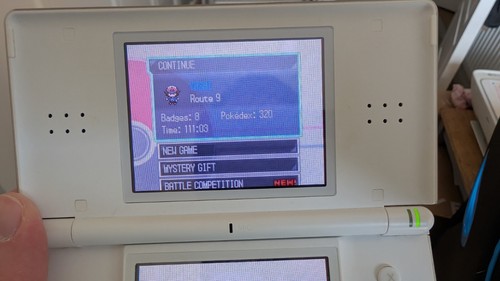 CONTINUE
Route 9
Badges: 8 Pokédex: 320
Time: 111:03
NEW GAME
MYSTERY GIFT
BATTLE COMPETITION NEW!